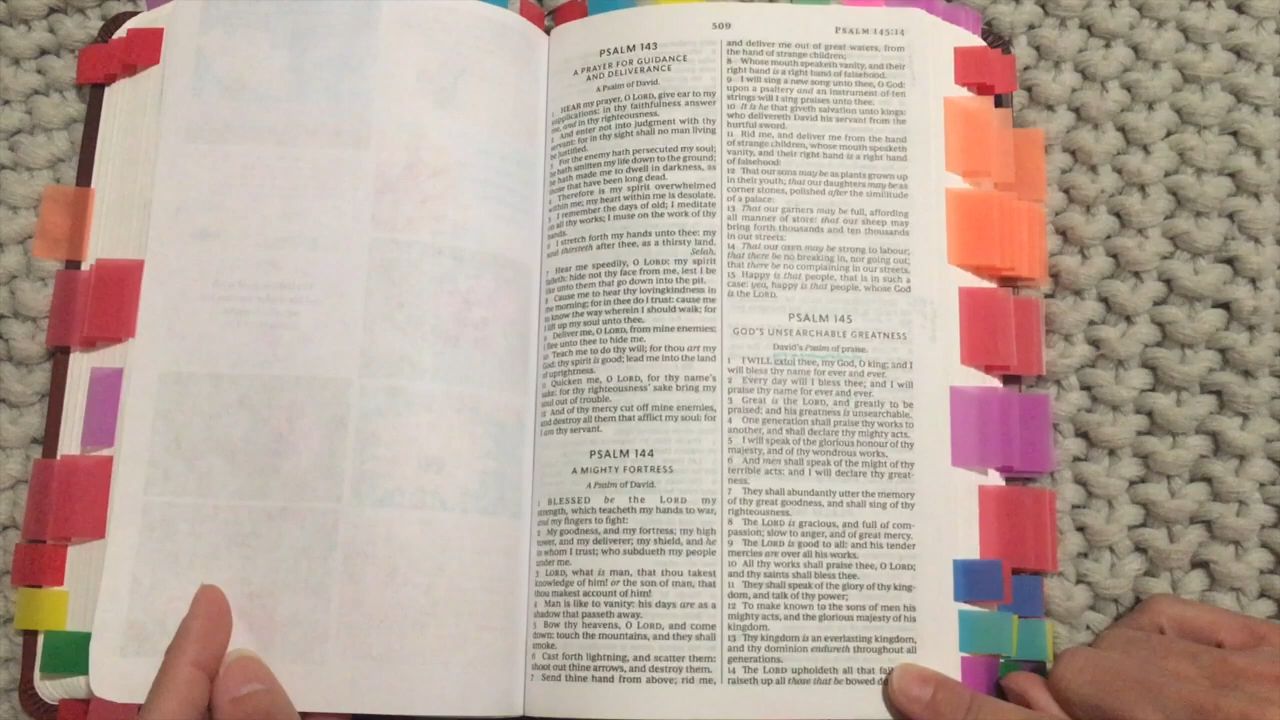 509
PSALM 145:14
PSALM 143
A PRAYER FOR GUIDANCE
AND DELIVERANCE
A Psalm of David.
HEAR my prayer, O LORD, give ear to my
supplications: in thy faithfulness answer
me, and in thy righteousness.
And enter not into judgment with thy
servant: for in thy sight shall no man living
be justified.
For the enemy hath persecuted my soul;
he hath smitten my life down to the ground;
he hath made me to dwell in darkness, as
those that have been long dead.
4 Therefore is my spirit overwhelmed
within me; my heart within me is desolate.
I remember the days of old; I meditate
on all thy works; I muse on the work of thy
hands.
6 I stretch forth my hands unto thee: my
soul thirsteth after thee, as a thirsty land.
Selah.
7 Hear me speedily, O LORD: my spirit
faileth: hide not thy face from me, lest I be
like unto them that go down into the pit.
8 Cause me to hear thy lovingkindness in
the morning; for in thee do I trust: cause me
to know the way wherein I should walk; for
I lift up my soul unto thee.
9 Deliver me, O LORD, from mine enemies:
I flee unto thee to hide me.
10 Teach me to do thy will; for thou art my
God: thy spirit is good; lead me into the land
of uprightness.
11 Quicken me, O LORD, for thy name's
sake: for thy righteousness' sake bring my
soul out of trouble.
12 And of thy mercy cut off mine enemies,
and destroy all them that afflict my soul: for
I am thy servant.
PSALM 144
A MIGHTY FORTRESS
A Psalm of David.
1 BLESSED be the LORD my
strength, which teacheth my hands to war,
and my fingers to fight:
2 My goodness, and my fortress; my high
tower, and my deliverer; my shield, and he
in whom I trust; who subdueth my people
under me.
3 LORD, what is man, that thou takest
knowledge of him! or the son of man, that
thou makest account of him!
4 Man is like to vanity: his days are as a
shadow that passeth away.
5 Bow thy heavens, O LORD, and come
down: touch the mountains, and they shall
smoke.
6 Cast forth lightning, and scatter them:
shoot out thine arrows, and destroy them.
7 Send thine hand from above; rid me,
and deliver me out of great waters, from
the hand of strange children;
8 Whose mouth speaketh vanity, and their
right hand is a right hand of falsehood.
9 I will sing a new song unto thee, O God:
upon a psaltery and an instrument of ten
strings will I sing praises unto thee.
10 It is he that giveth salvation unto kings:
who delivereth David his servant from the
hurtful sword.
11 Rid me, and deliver me from the hand
of strange children, whose mouth speaketh
vanity, and their right hand is a right hand
of falsehood:
12 That our sons may be as plants grown up
in their youth; that our daughters may be as
corner stones, polished after the similitude
of a palace:
13 That our garners may be full, affording
all manner of store: that our sheep may
bring forth thousands and ten thousands
in our streets:
14 That our oxen may be strong to labour;
that there be no breaking in, nor going out;
that there be no complaining in our streets.
15 Happy is that people, that is in such a
case: yea, happy is that people, whose God
is the LORD.
PSALM 145
GOD'S UNSEARCHABLE GREATNESS
David's Psalm of praise.
1 I WILL extol thee, my God, O king; and I
will bless thy name for ever and ever.
2 Every day will I bless thee; and I will
praise thy name for ever and ever.
3 Great is the LORD, and greatly to be
praised; and his greatness is unsearchable.
4 One generation shall praise thy works to
another, and shall declare thy mighty acts.
5 I will speak of the glorious honour of thy
majesty, and of thy wondrous works.
6 And men shall speak of the might of thy
terrible acts: and I will declare thy great-
ness.
7 They shall abundantly utter the memory
of thy great goodness, and shall sing of thy
righteousness.
8 The LORD is gracious, and full of com-
passion; slow to anger, and of great mercy.
9 The LORD is good to all: and his tender
mercies are over all his works.
10 All thy works shall praise thee, O LORD;
and thy saints shall bless thee.
11 They shall speak of the glory of thy king-
dom, and talk of thy power;
12 To make known to the sons of men his
mighty acts, and the glorious majesty of his
kingdom.
13 Thy kingdom is an everlasting kingdom,
and thy dominion endureth throughout all
generations.
14 The LORD upholdeth all that
raiseth up all those that be bowed